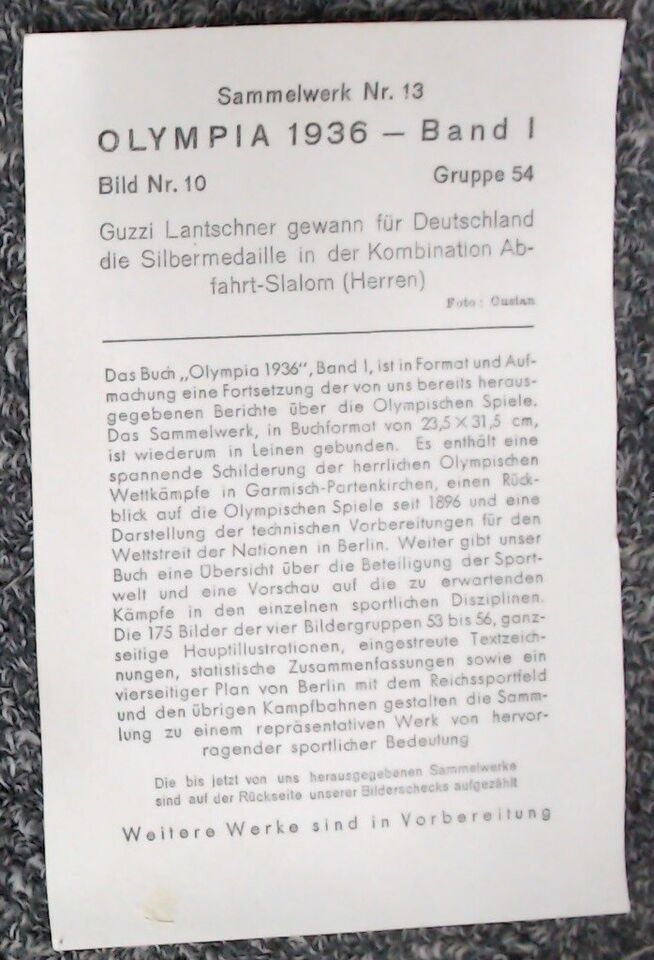 Sammelwerk Nr. 13
OLYMPIA 1936 — Band I
Bild Nr. 10
Gruppe 54
Guzzi Lantschner gewann für Deutschland
die Silbermedaille in der Kombination Ab-
fahrt-Slalom (Herren)
Foto: Custan
Das Buch „Olympia 1936“, Band I, ist in Format und Auf-
machung eine Fortsetzung der von uns bereits heraus-
gegebenen Berichte über die Olympischen Spiele.
Das Sammelwerk, in Buchformat von 23,5 × 31,5 cm,
ist wiederum in Leinen gebunden. Es enthält eine
spannende Schilderung der herrlichen Olympischen
Wettkämpfe in Garmisch-Partenkirchen, einen Rück-
blick auf die Olympischen Spiele seit 1896 und eine
Darstellung der technischen Vorbereitungen für den
Wettstreit der Nationen in Berlin. Weiter gibt unser
Buch eine Übersicht über die Beteiligung der Sport-
welt und eine Vorschau auf die zu erwartenden
Kämpfe in den einzelnen sportlichen Disziplinen.
Die 175 Bilder der vier Bildergruppen 53 bis 56, ganz-
seitige Hauptillustrationen, eingestreute Textzeich-
nungen, statistische Zusammenfassungen sowie ein
vierseitiger Plan von Berlin mit dem Reichssportfeld
und den übrigen Kampfbahnen gestalten die Samm-
lung zu einem repräsentativen Werk von hervor-
ragender sportlicher Bedeutung
Die bis jetzt von uns herausgegebenen Sammelwerke
sind auf der Rückseite unserer Bilderschecks aufgezählt
Weitere Werke sind in Vorbereitung